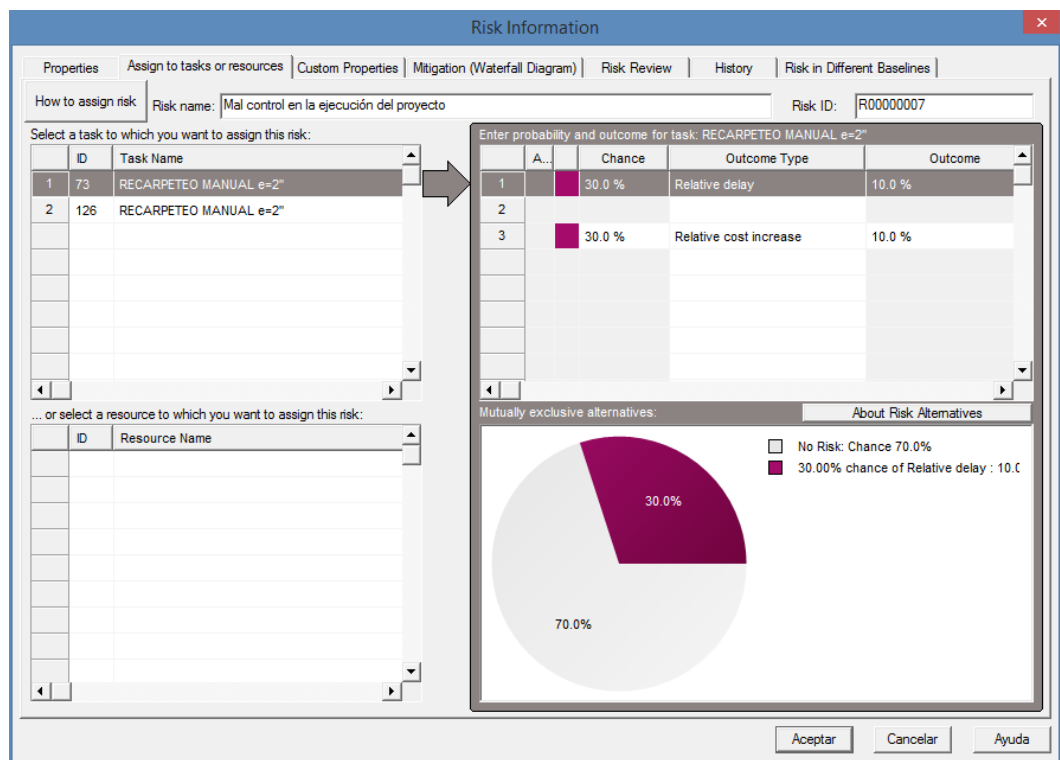 Risk Information
Properties
Assign to tasks or resources
Custom Properties
Mitigation (Waterfall Diagram)
Risk Review
History
Risk in Different Baselines
How to assign risk
Risk name: Mal control en la ejecución del proyecto
Risk ID: R00000007
Select a task to which you want to assign this risk:
ID Task Name
1 73 RECARPETEO MANUAL e=2"
2 126 RECARPETEO MANUAL e=2"
Enter probability and outcome for task: RECARPETEO MANUAL e=2"
A... Chance Outcome Type Outcome
1 30.0 % Relative delay 10.0 %
2
3 30.0 % Relative cost increase 10.0 %
... or select a resource to which you want to assign this risk:
ID Resource Name
Mutually exclusive alternatives:
About Risk Alternatives
No Risk: Chance 70.0%
30.00% chance of Relative delay : 10.0
30.0%
70.0%
Aceptar
Cancelar
Ayuda